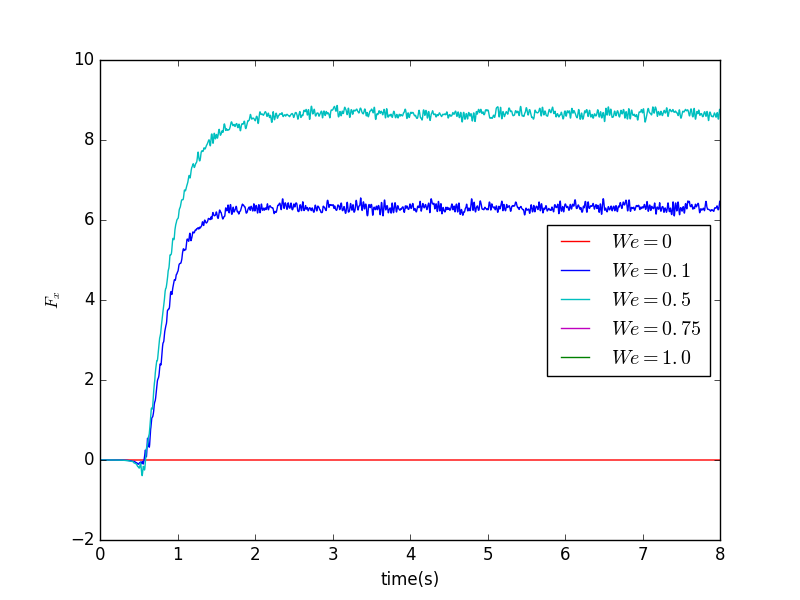 10
8
6
4
2
0
−2
0 1 2 3 4 5 6 7 8
time(s)
Fx
We = 0
We = 0.1
We = 0.5
We = 0.75
We = 1.0